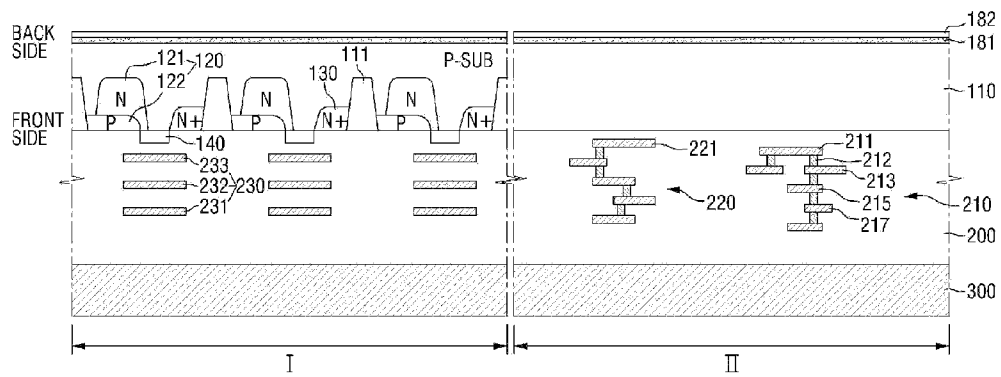 BACK SIDE
182
181
121
120
122
111
P-SUB
130
N
N
N
P
N+
P
N+
P
N+
110
FRONT SIDE
140
233
232
230
231
221
220
211
212
213
215
210
217
200
300
I
II